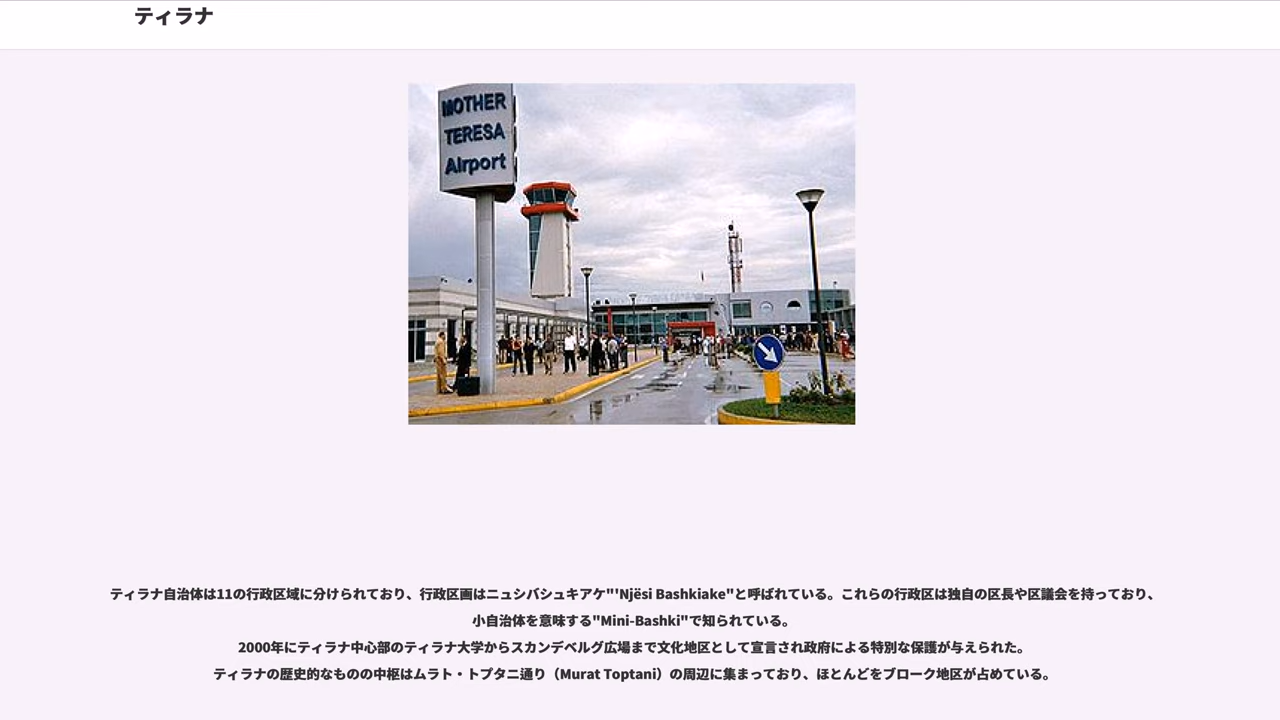 ティラナ
MOTHER
TERESA
Airport
ティラナ自治体は11の行政区域に分けられており、行政区画はニュシバシュキアケ"'Njësi Bashkiake"と呼ばれている。これらの行政区は独自の区長や区議会を持っており、
小自治体を意味する"Mini-Bashki"で知られている。
2000年にティラナ中心部のティラナ大学からスカンデベルグ広場まで文化地区として宣言され政府による特別な保護が与えられた。
ティラナの歴史的なものの中枢はムラト・トプタニ通り（Murat Toptani）の周辺に集まっており、ほとんどをブローク地区が占めている。